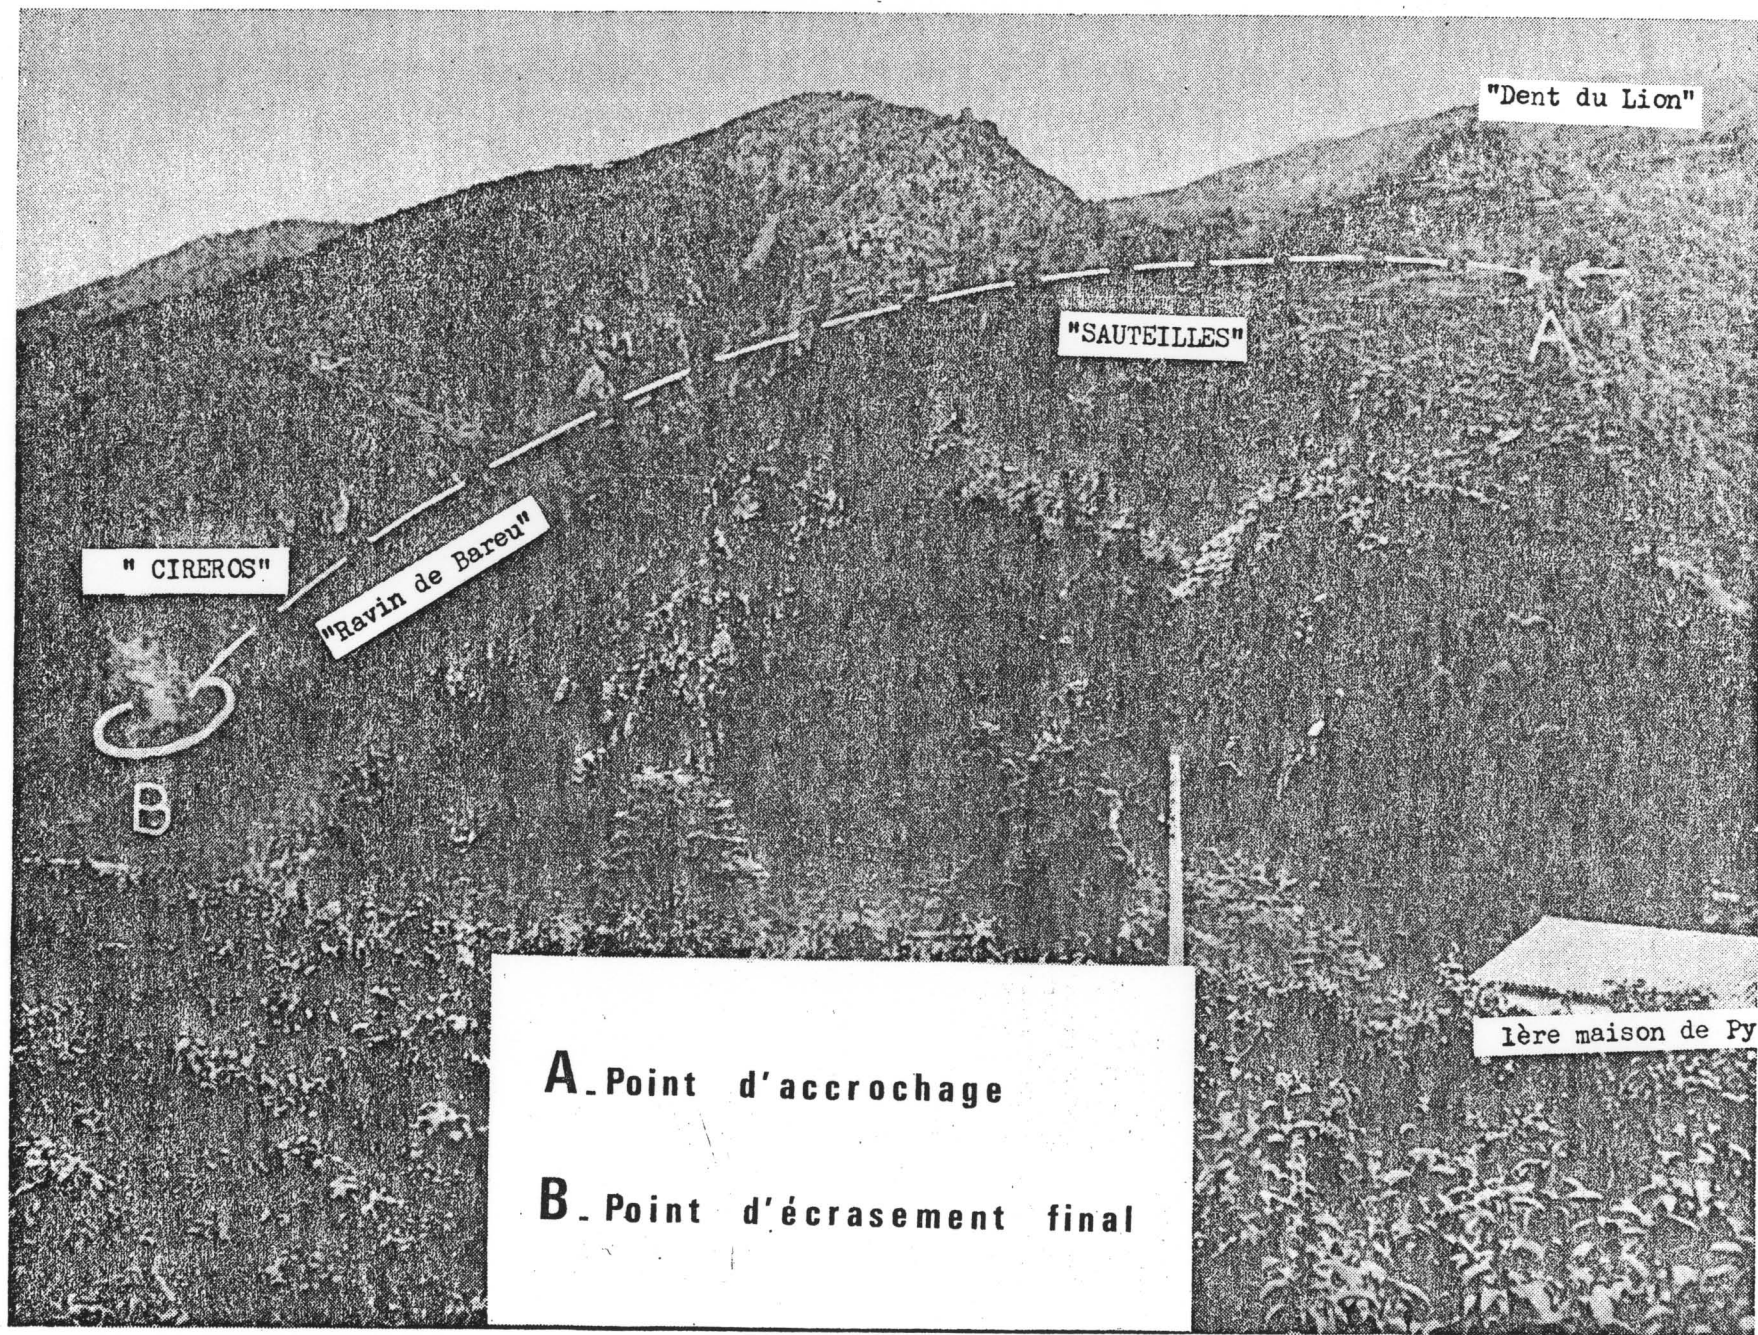 "Dent du Lion"
"SAUTEILLES"
A
" CIREROS"
"Ravin de Bareu"
B
1ère maison de Py
A_Point d'accrochage
B_Point d'écrasement final